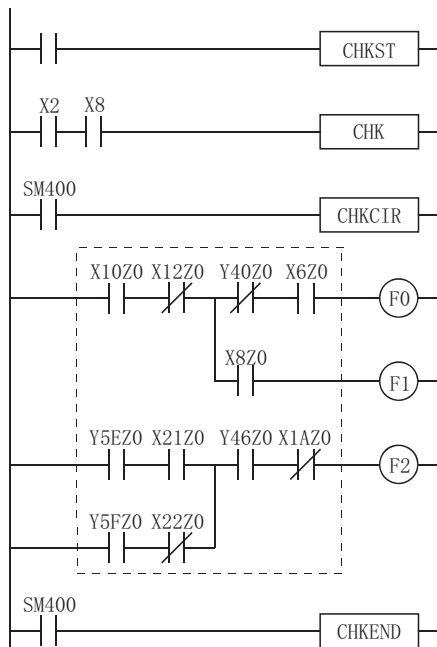 CHKST
X2 X8
CHK
SM400
CHKCIR
X10Z0 X12Z0 Y40Z0 X6Z0
F0
X8Z0
F1
Y5EZ0 X21Z0 Y46Z0 X1AZ0
F2
Y5FZ0 X22Z0
SM400
CHKEND